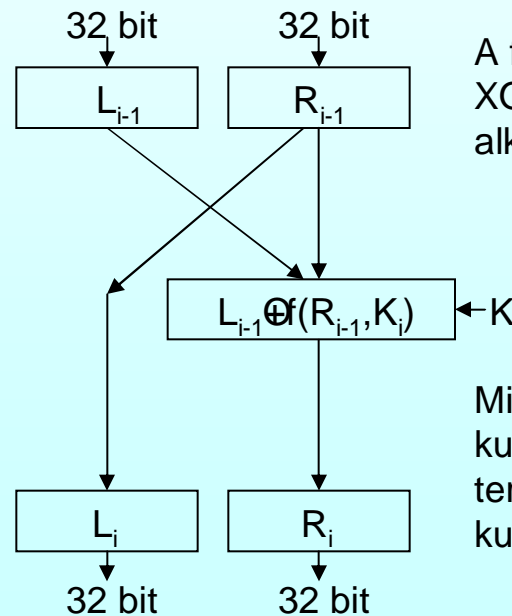 32 bit 32 bit
L_{i-1} R_{i-1}
A
XO
alk
L_{i-1}⊕f(R_{i-1},K_i) K
Mi
ku
ter
ku
L_i R_i
32 bit 32 bit